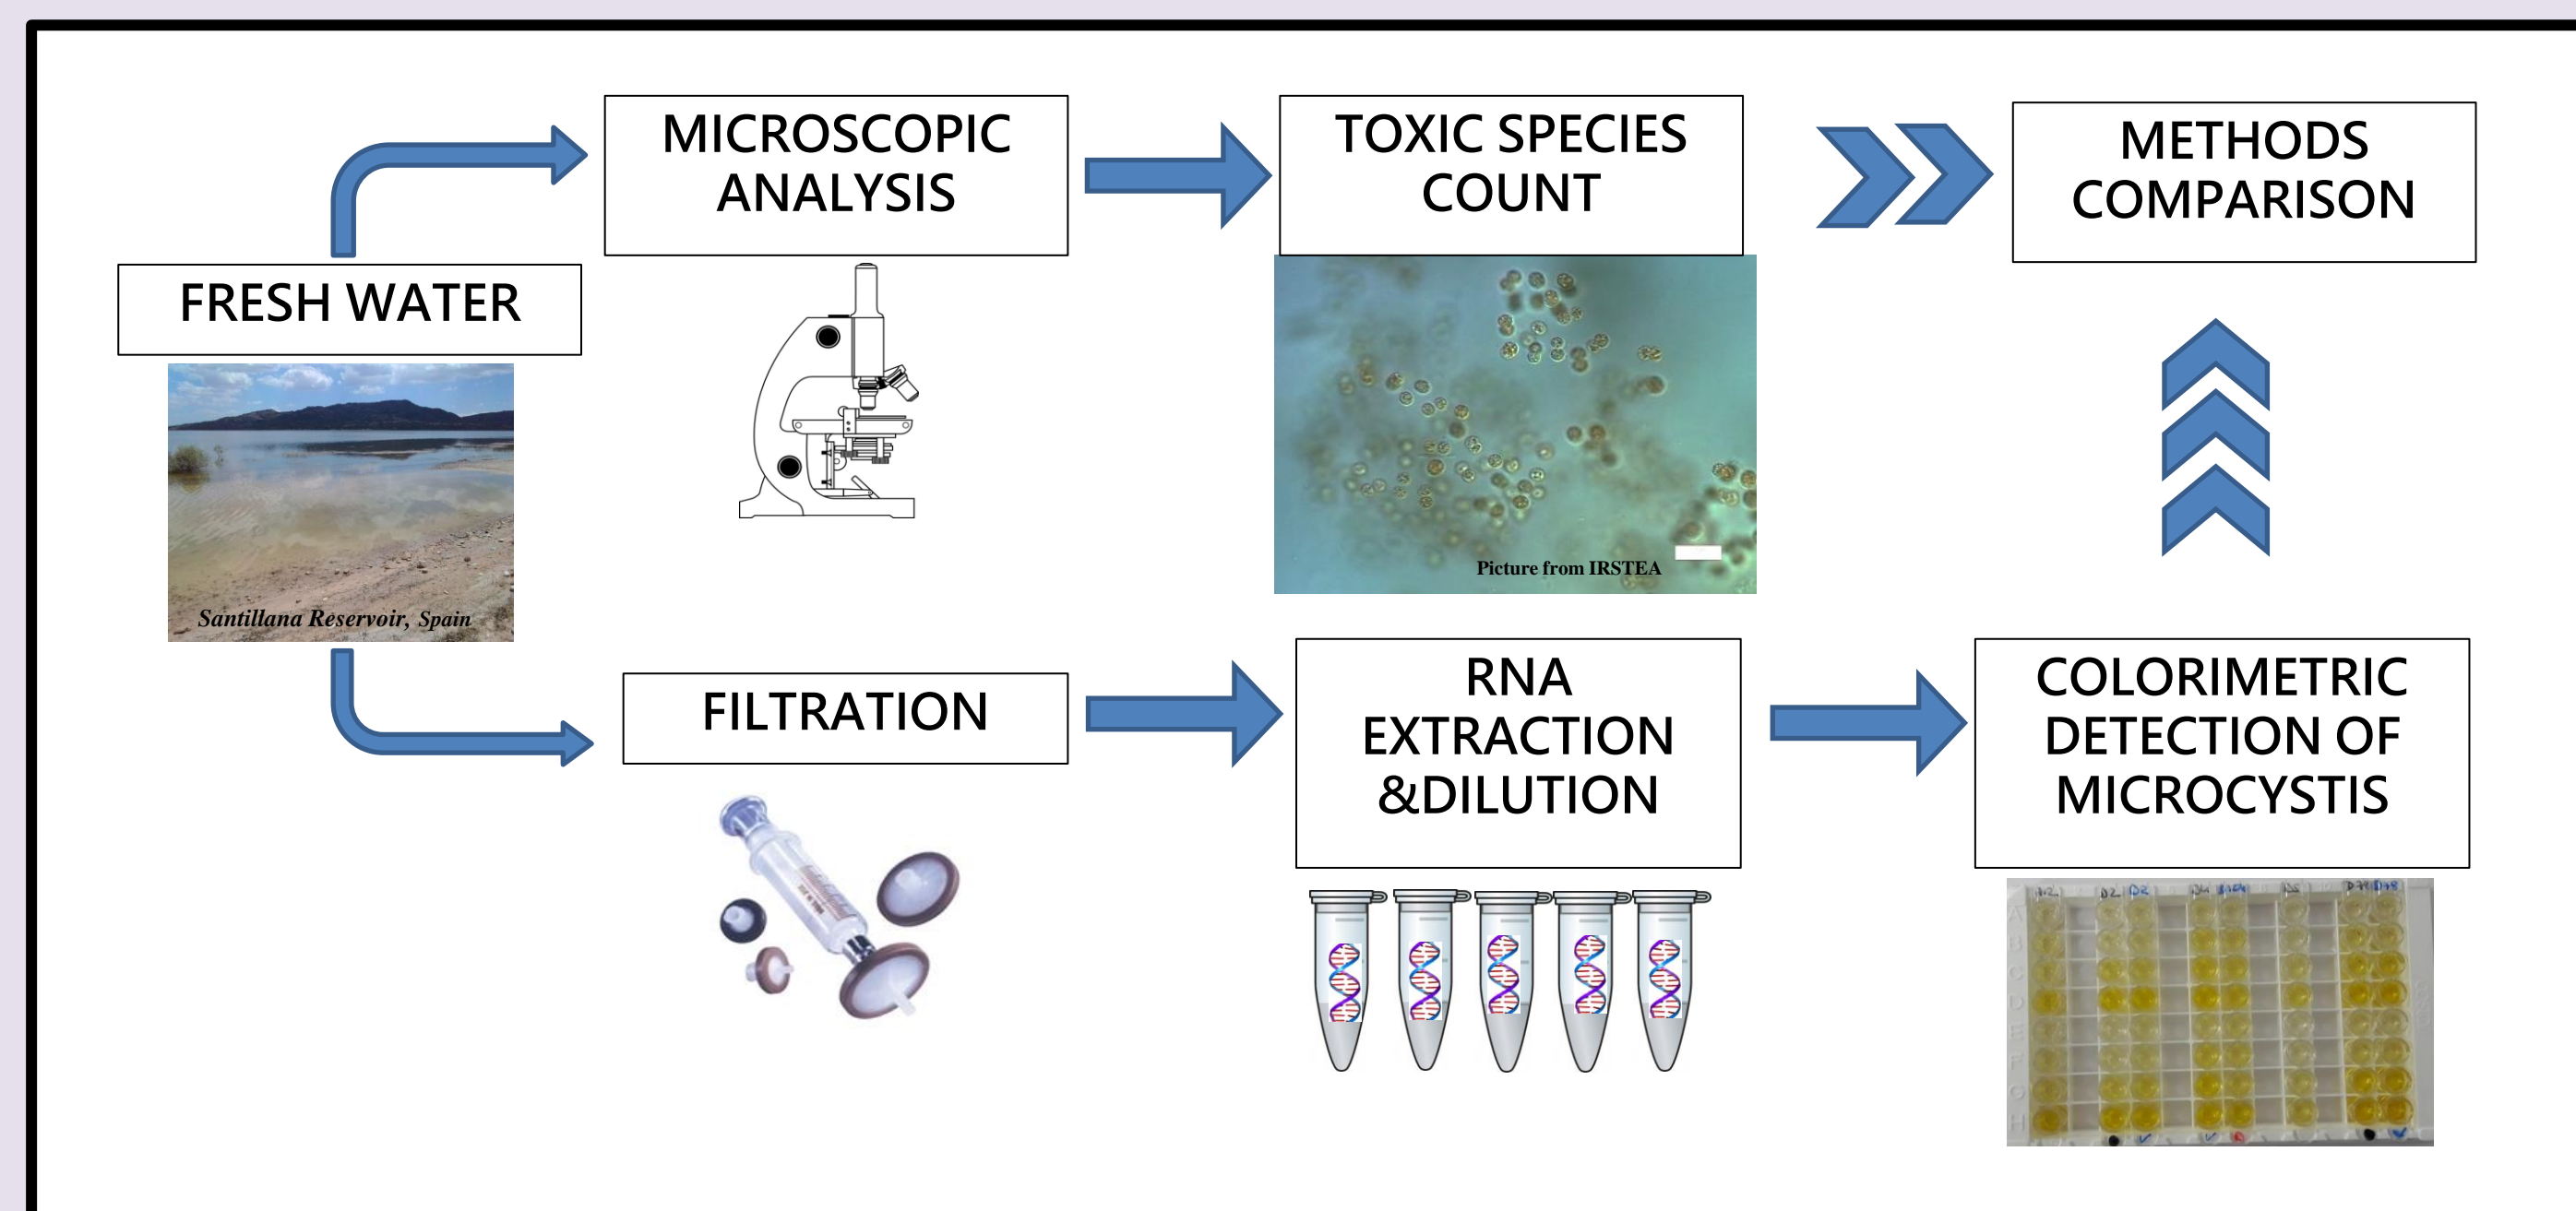 MICROSCOPIC
ANALYSIS
TOXIC SPECIES
COUNT
METHODS
COMPARISON
FRESH WATER
Santillana Reservoir, Spain
Picture from IRSTEA
FILTRATION
RNA
EXTRACTION
&DILUTION
COLORIMETRIC
DETECTION OF
MICROCYSTIS